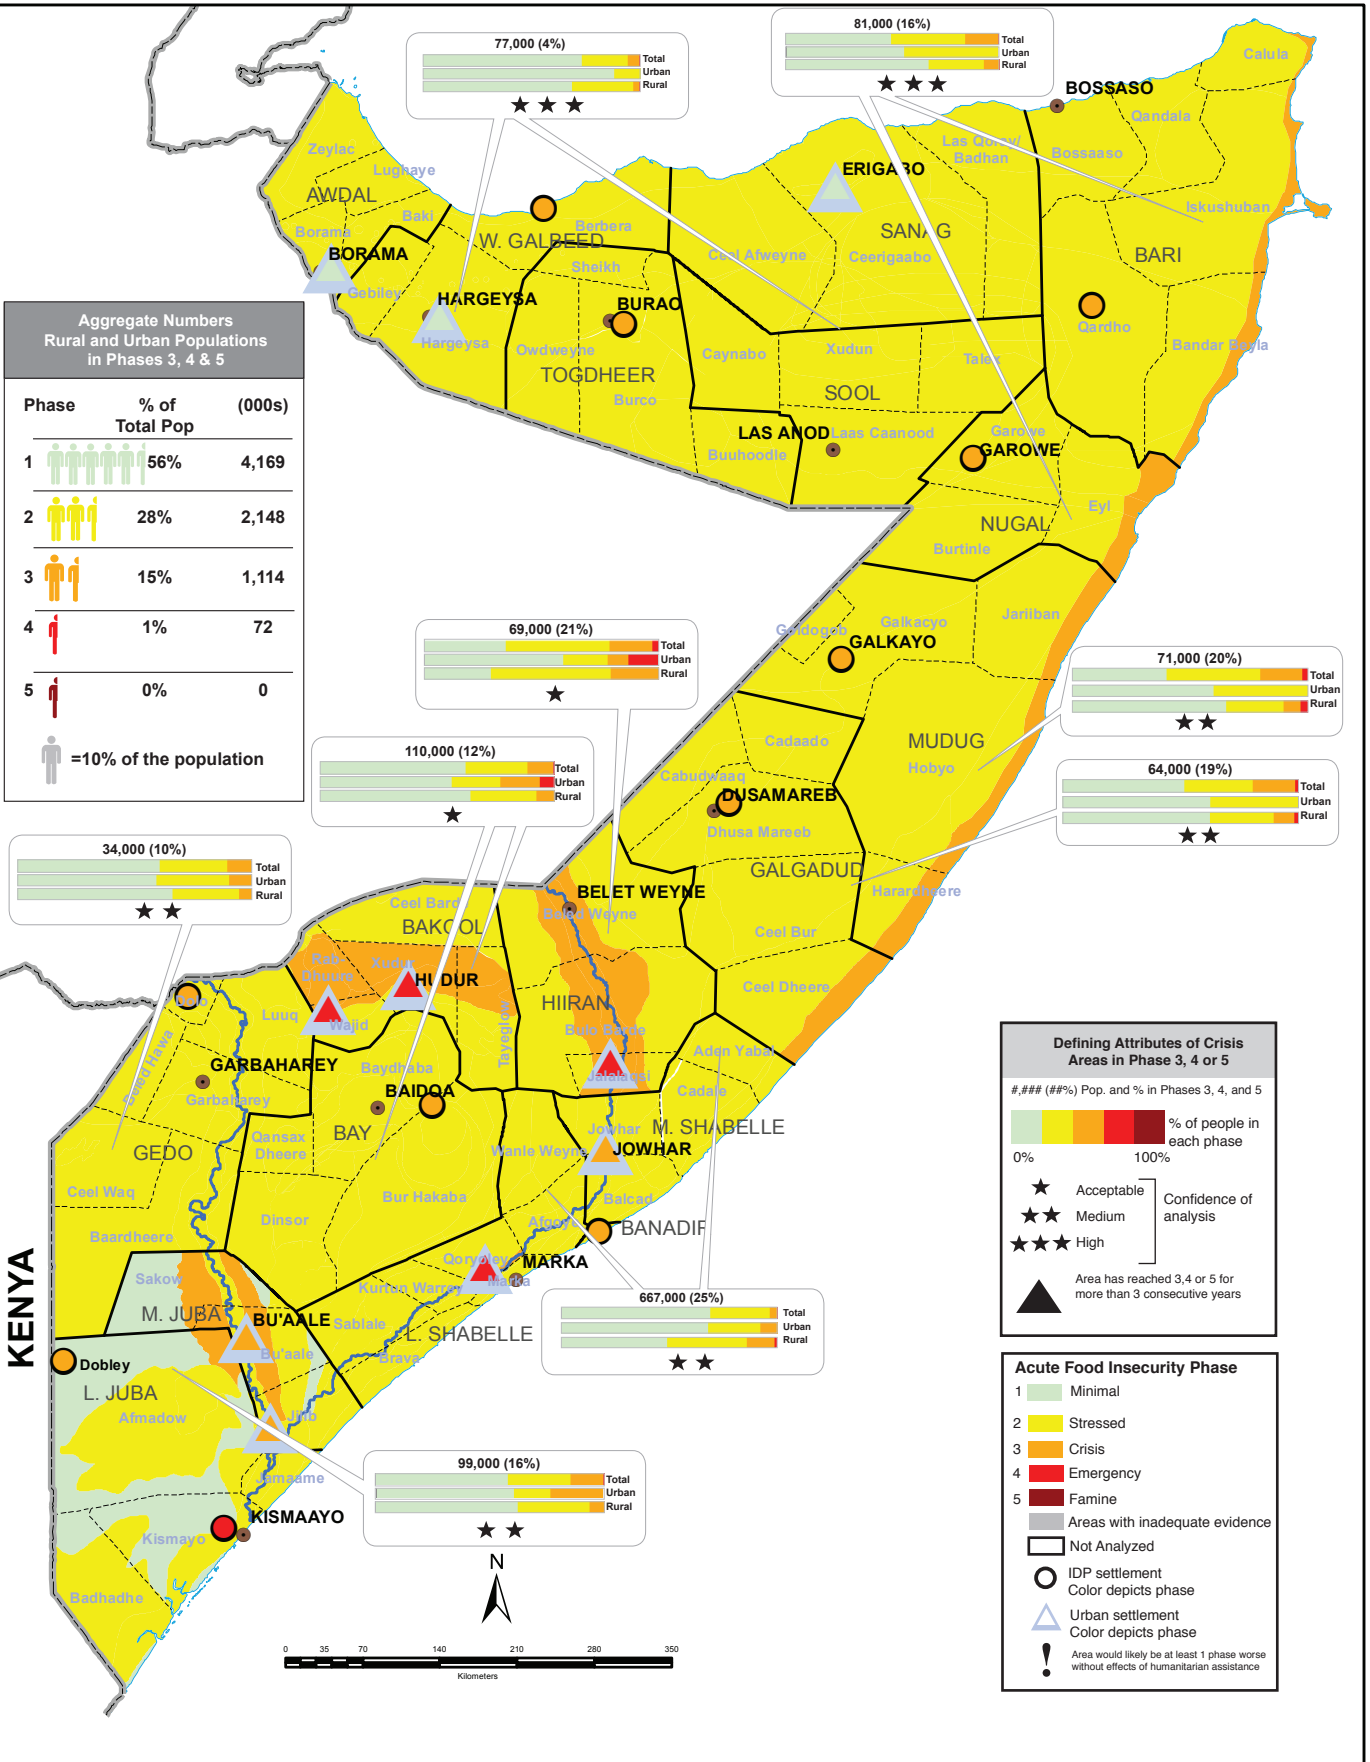 77,000 (4%)
Total
Urban
Rural
81,000 (16%)
Total
Urban
Rural
Calula
BOSSASO
Qandala
Las Qoray/
Badhan
Bossaaso
Zeylac
Lughaye
ERIGABO
AWDAL
Baki
Iskushuban
Borama
Berbera
SANAG
W. GALBEED
BORAMA
Ceel Afweyne
Ceerigaabo
BARI
Sheikh
Gebiley
HARGEYSA
BURAO
Qardho
Hargeysa
Owdweyne
Caynabo
Xudun
Talex
Bandar Bayla
TOGDHEER
SOOL
Burco
LAS ANOD
Laas Caanood
Garowe
GAROWE
Buuhoodle
Eyl
NUGAL
Burtinle
Aggregate Numbers
Rural and Urban Populations
in Phases 3, 4 & 5
Phase
% of
Total Pop
(000s)
1
56%
4,169
2
28%
2,148
3
15%
1,114
4
1%
72
5
0%
0
=10% of the population
Jariiban
Galkacyo
Goldogob
GALKAYO
69,000 (21%)
Total
Urban
Rural
71,000 (20%)
Total
Urban
Rural
MUDUG
Cadaado
Hobyo
110,000 (12%)
Total
Urban
Rural
64,000 (19%)
Total
Urban
Rural
Cabudwaaq
DUSAMAREB
Dhusa Mareeb
34,000 (10%)
Total
Urban
Rural
GALGADUD
Harardheere
BELET WEYNE
Beled Weyne
Ceel Barde
BAKOOL
Ceel Bur
Rab-
Dhuure
Xudur
HUDUR
Ceel Dheere
Dolo
HIIRAN
Luuq
Wajid
Tayeglow
Bulo Barde
Aden Yabal
Beled Hawa
GARBAHAREY
Baydhaba
Jalalaqsi
Garbaharey
BAIDOA
Cadale
M. SHABELLE
BAY
Jowhar
Qansax
Dheere
GEDO
Wanle Weyne
JOWHAR
Ceel Waq
Bur Hakaba
Balcad
Dinsor
Afgoye
BANADIR
Baardheere
Qoryoley
MARKA
Marka
KENYA
Sakow
Kurtun Warrey
M. JUBA
BU'AALE
Sablale
L. SHABELLE
Bu'aale
Brava
Dobley
L. JUBA
Afmadow
Jilib
667,000 (25%)
Total
Urban
Rural
99,000 (16%)
Total
Urban
Rural
Jamaame
KISMAAYO
Kismayo
Badhadhe
N
0 35 70 140 210 280 350
Kilometers
Defining Attributes of Crisis
Areas in Phase 3, 4 or 5
#,### (##%) Pop. and % in Phases 3, 4, and 5
% of people in
each phase
0% 100%
Acceptable
Medium
High
Confidence of
analysis
Area has reached 3,4 or 5 for
more than 3 consecutive years
Acute Food Insecurity Phase
1 Minimal
2 Stressed
3 Crisis
4 Emergency
5 Famine
Areas with inadequate evidence
Not Analyzed
IDP settlement
Color depicts phase
Urban settlement
Color depicts phase
! Area would likely be at least 1 phase worse
without effects of humanitarian assistance